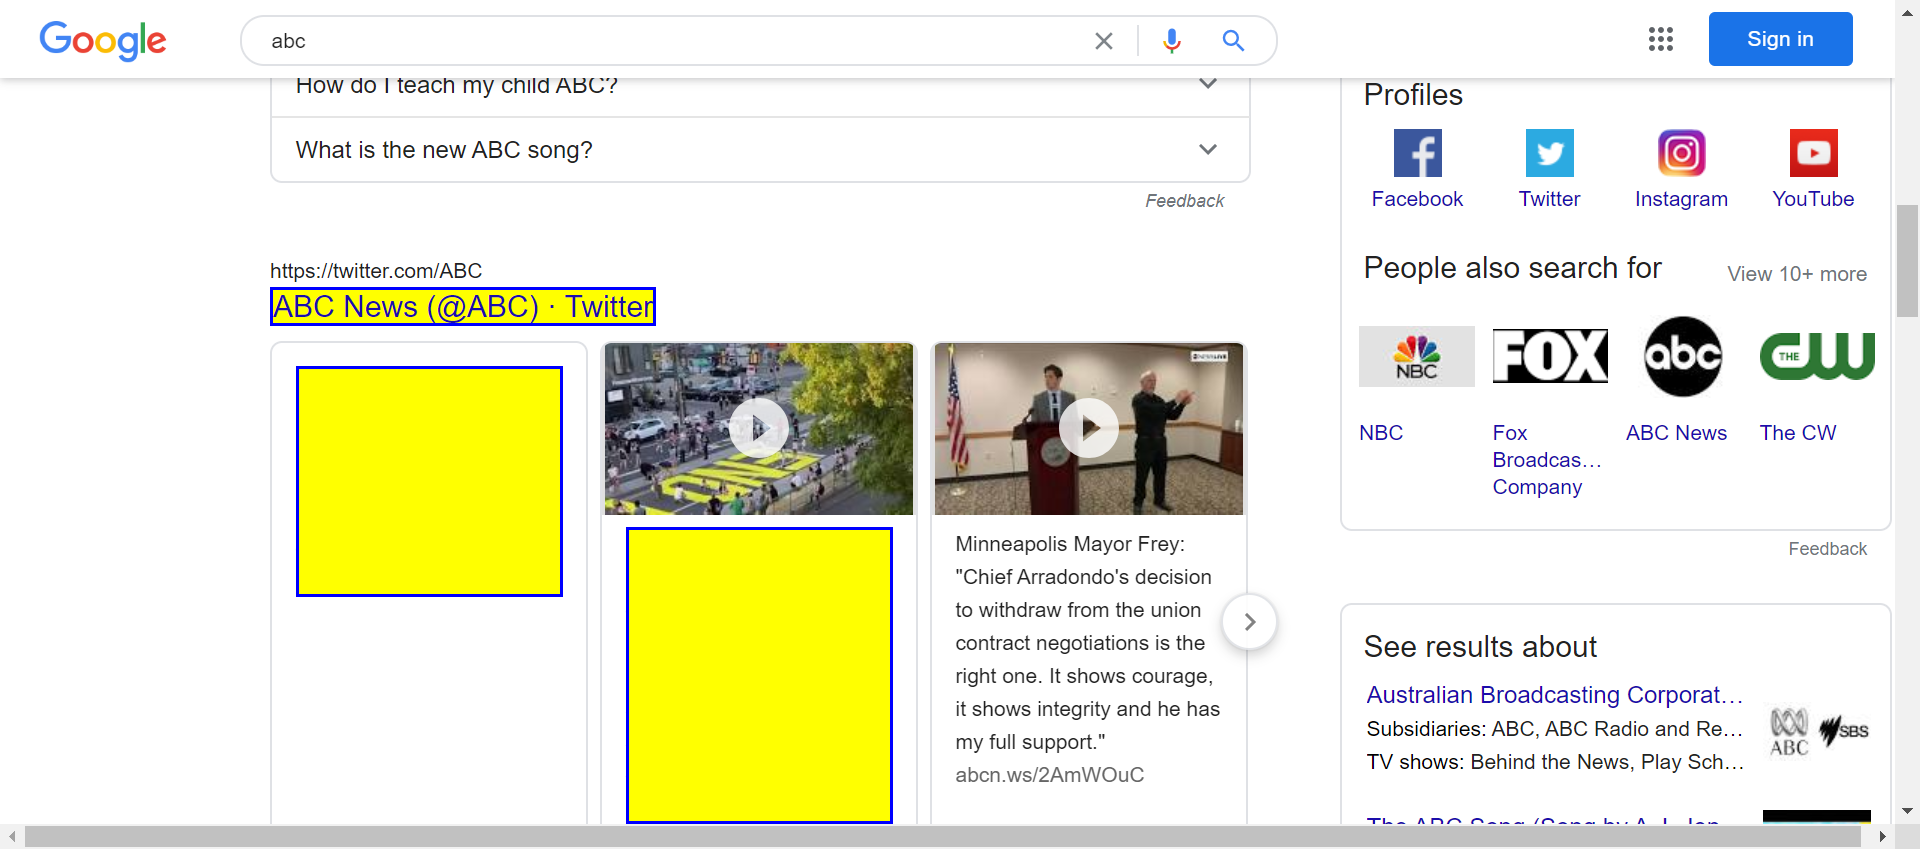 Google
abc
Sign in
How do I teach my child ABC?
What is the new ABC song?
Feedback
https://twitter.com/ABC
ABC News (@ABC) · Twitter
Minneapolis Mayor Frey:
"Chief Arradondo's decision
to withdraw from the union
contract negotiations is the
right one. It shows courage,
it shows integrity and he has
my full support."
abcn.ws/2AmWOuC
Profiles
Facebook
Twitter
Instagram
YouTube
People also search for
View 10+ more
NBC
FOX
abc
THE CW
NBC
Fox
Broadcas...
Company
ABC News
The CW
Feedback
See results about
Australian Broadcasting Corporat...
Subsidiaries: ABC, ABC Radio and Re...
TV shows: Behind the News, Play Sch...
ABC
SBS
The ABC Song (Song by A.